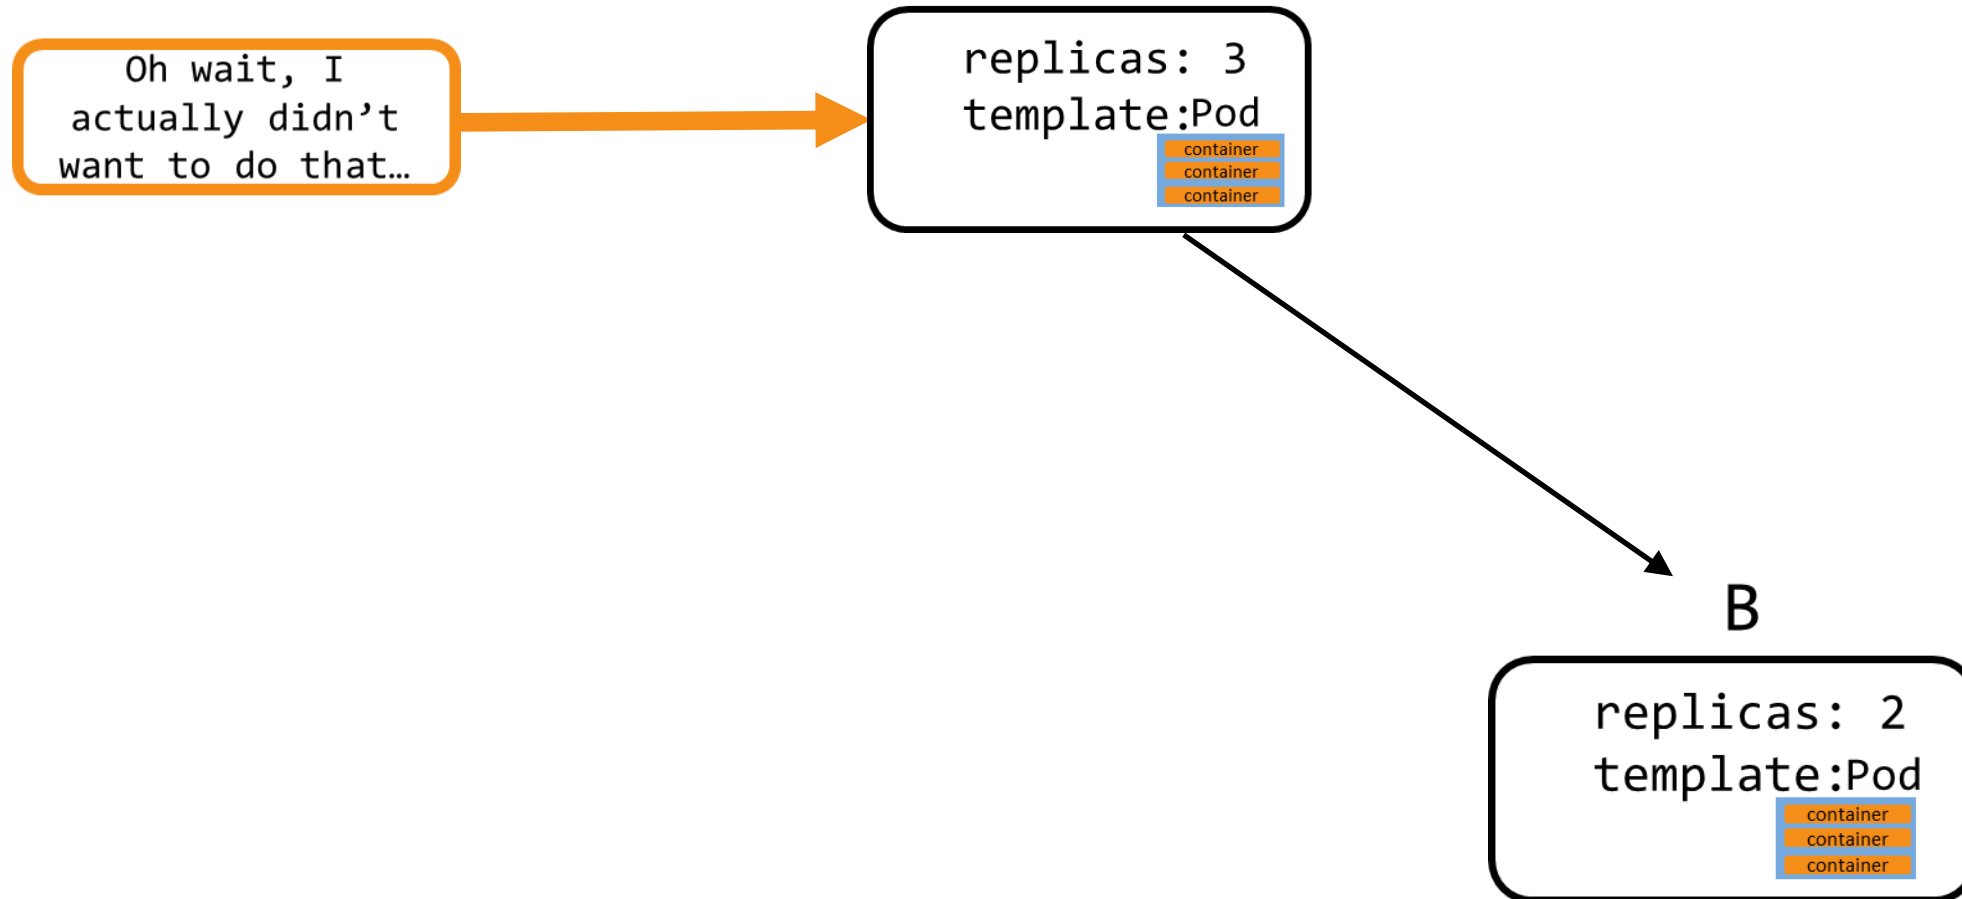 Oh wait, I
actually didn’t
want to do that…
replicas: 3
template:Pod
container
container
container
B
replicas: 2
template:Pod
container
container
container